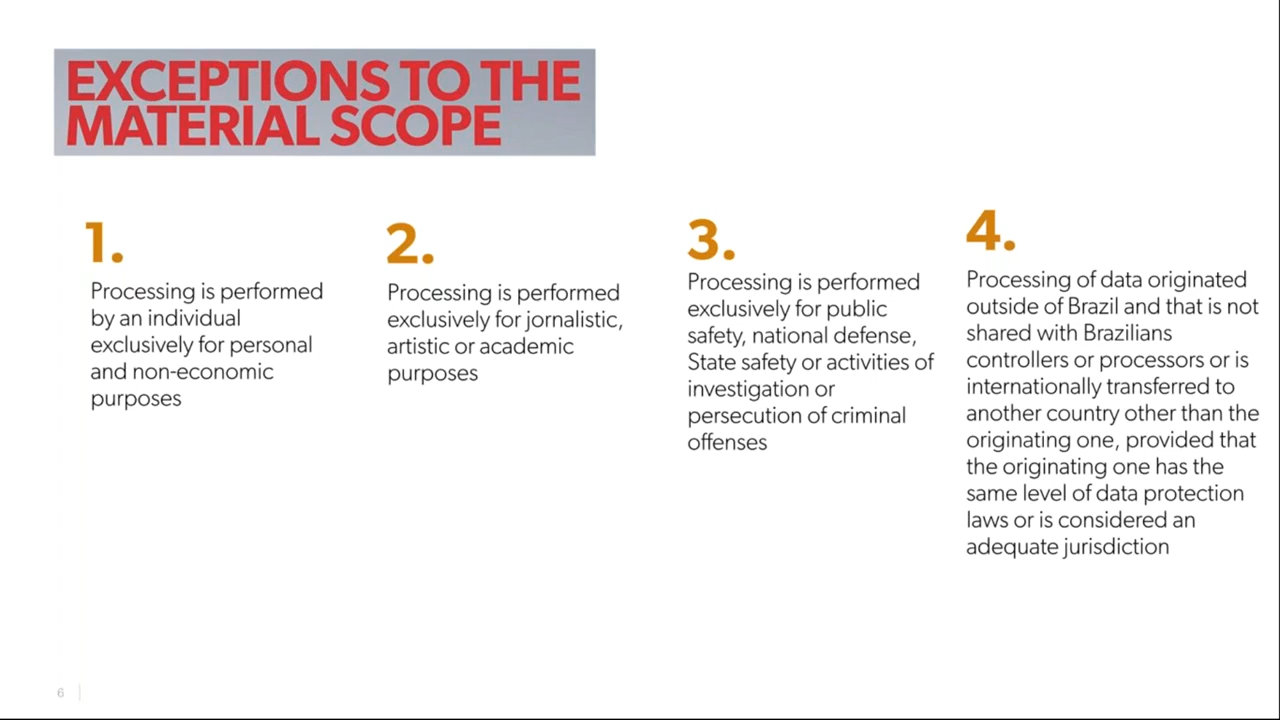 EXCEPTIONS TO THE
MATERIAL SCOPE
1.
Processing is performed
by an individual
exclusively for personal
and non-economic
purposes
2.
Processing is performed
exclusively for jornalistic,
artistic or academic
purposes
3.
Processing is performed
exclusively for public
safety, national defense,
State safety or activities of
investigation or
persecution of criminal
offenses
4.
Processing of data originated
outside of Brazil and that is not
shared with Brazilians
controllers or processors or is
internationally transferred to
another country other than the
originating one, provided that
the originating one has the
same level of data protection
laws or is considered an
adequate jurisdiction
6